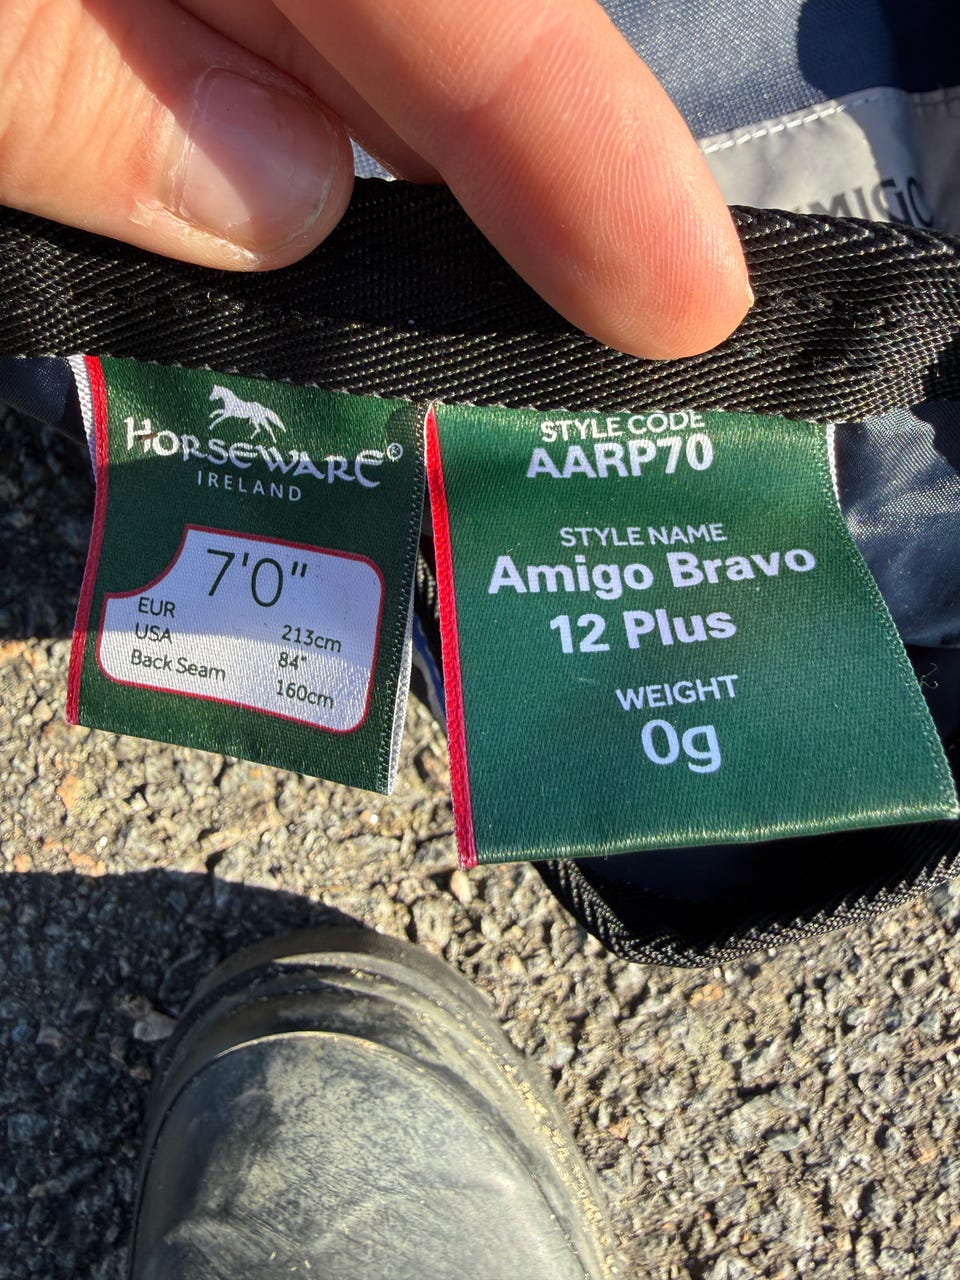 AMIGO
HORSEWARE®
IRELAND
7'0"
EUR 213cm
USA 84"
Back Seam 160cm
STYLE CODE
AARP70
STYLE NAME
Amigo Bravo
12 Plus
WEIGHT
0g